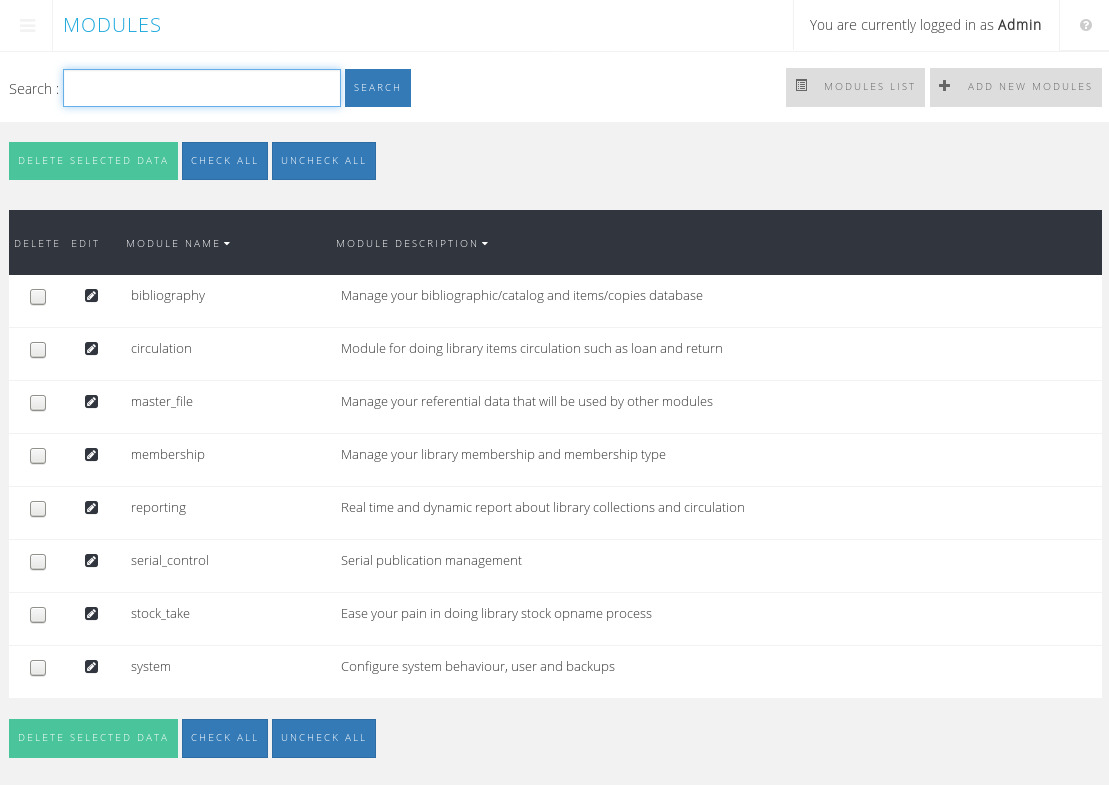 MODULES
You are currently logged in as Admin
Search :
SEARCH
MODULES LIST
ADD NEW MODULES
DELETE SELECTED DATA
CHECK ALL
UNCHECK ALL
DELETE EDIT MODULE NAME MODULE DESCRIPTION
bibliography Manage your bibliographic/catalog and items/copies database
circulation Module for doing library items circulation such as loan and return
master_file Manage your referential data that will be used by other modules
membership Manage your library membership and membership type
reporting Real time and dynamic report about library collections and circulation
serial_control Serial publication management
stock_take Ease your pain in doing library stock opname process
system Configure system behaviour, user and backups
DELETE SELECTED DATA
CHECK ALL
UNCHECK ALL